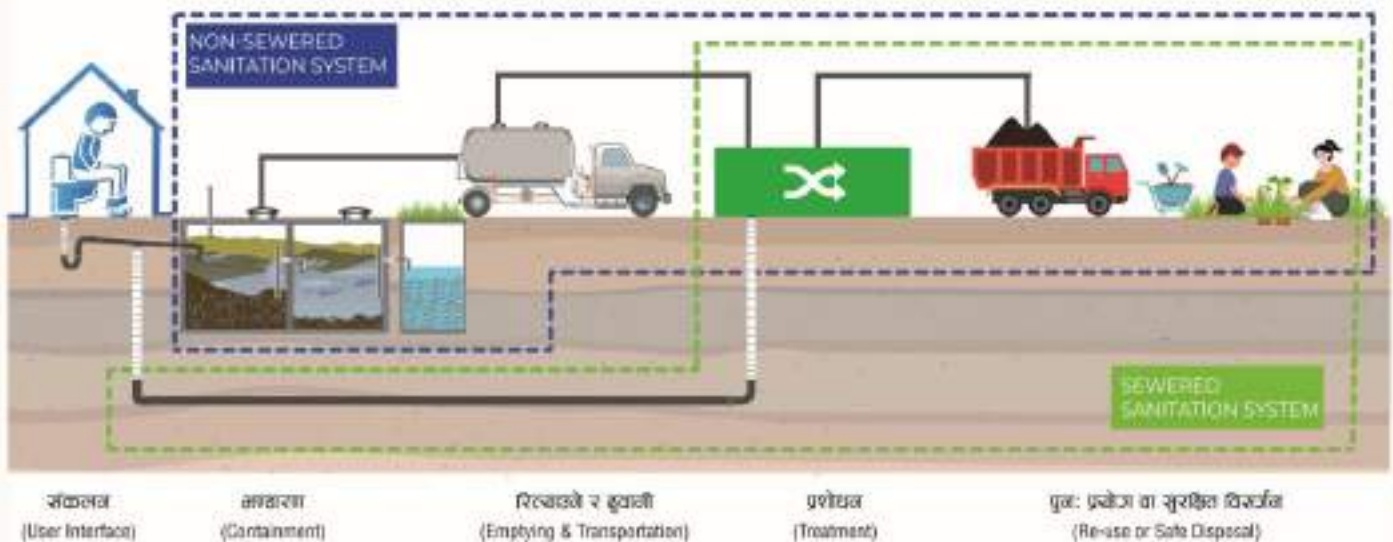 NON-SEWERED
SANITATION SYSTEM
SEWERED
SANITATION SYSTEM
संकलन
(User Interface)
भण्डारण
(Containment)
रित्याउने र ढुवानी
(Emptying & Transportation)
प्रशोधन
(Treatment)
पुन: प्रयोग वा सुरक्षित विसर्जन
(Re-use or Safe Disposal)